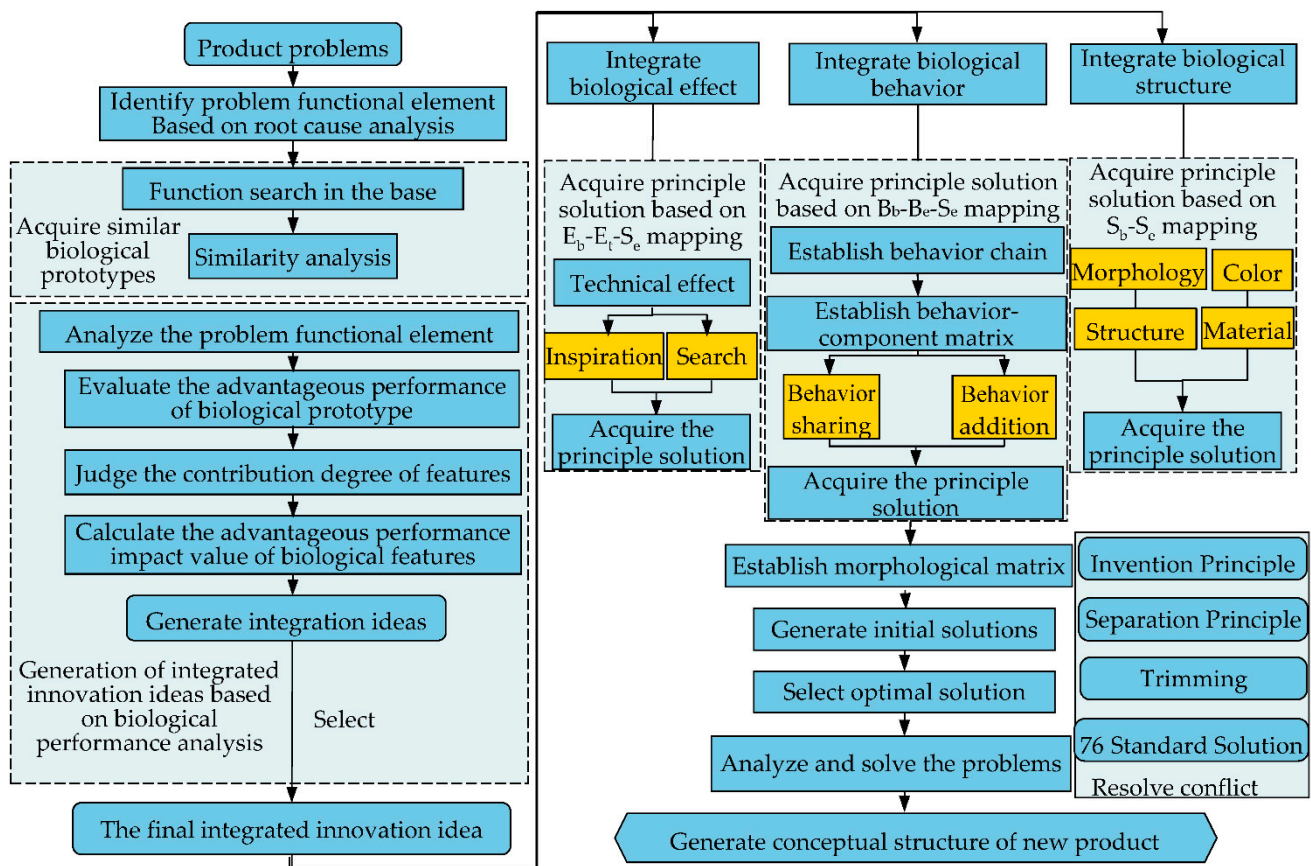 Product problems
Identify problem functional element
Based on root cause analysis
Function search in the base
Acquire similar
biological
prototypes
Similarity analysis
Analyze the problem functional element
Evaluate the advantageous performance
of biological prototype
Judge the contribution degree of features
Calculate the advantageous performance
impact value of biological features
Generate integration ideas
Generation of integrated
innovation ideas based
on biological
performance analysis
Select
The final integrated innovation idea
Integrate
biological effect
Acquire principle
solution based on
E_b-E_t-S_e mapping
Technical effect
Inspiration
Search
Acquire the
principle solution
Integrate biological
behavior
Acquire principle solution
based on B_b-B_e-S_e mapping
Establish behavior chain
Establish behavior-
component matrix
Behavior
sharing
Behavior
addition
Acquire the principle
solution
Integrate biological
structure
Acquire principle
solution based on
S_b-S_e mapping
Morphology
Color
Structure
Material
Acquire the
principle solution
Establish morphological matrix
Generate initial solutions
Select optimal solution
Analyze and solve the problems
Generate conceptual structure of new product
Invention Principle
Separation Principle
Trimming
76 Standard Solution
Resolve conflict